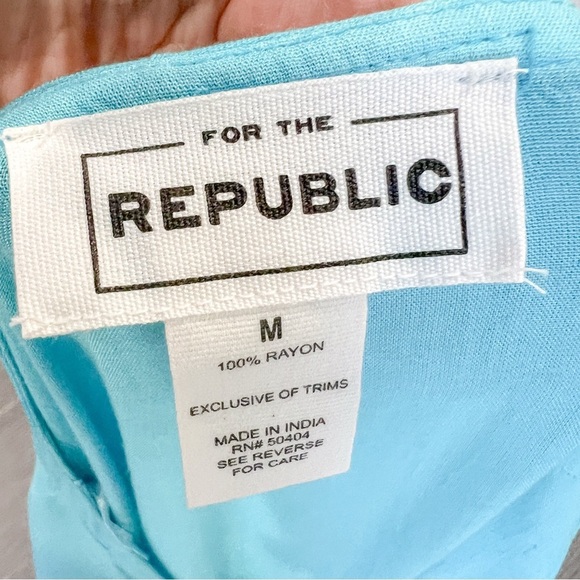 FOR THE
REPUBLIC
M
100% RAYON
EXCLUSIVE OF TRIMS
MADE IN INDIA
RN# 50404
SEE REVERSE
FOR CARE